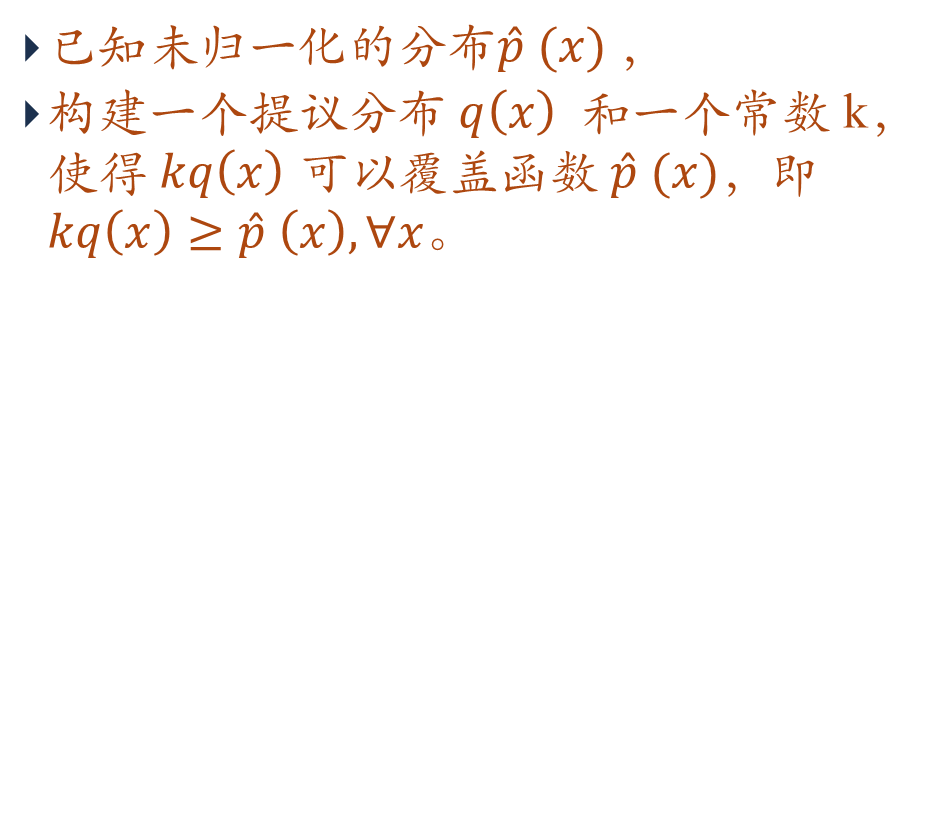 已知未归一化的分布p̂ (x) ,
构建一个提议分布 q(x) 和一个常数 k,
使得 kq(x) 可以覆盖函数 p̂ (x),即
kq(x) ≥ p̂ (x), ∀x。